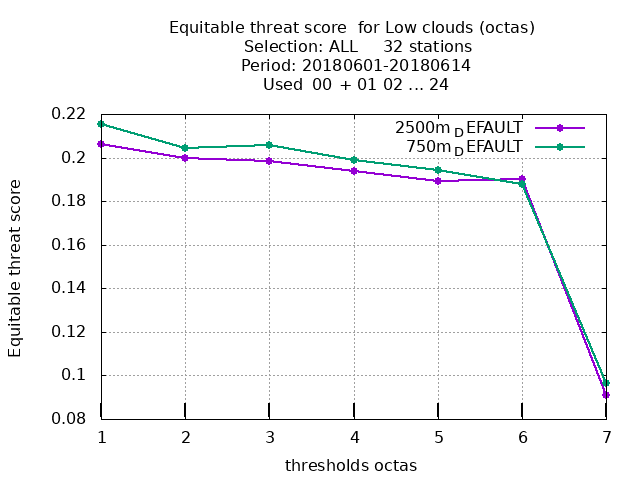 Equitable threat score  for Low clouds (octas)
Selection: ALL     32 stations
Period: 20180601-20180614
Used  00 + 01 02 ... 24
2500m_DEFAULT
750m_DEFAULT
0.22
0.2
0.18
0.16
0.14
0.12
0.1
0.08
Equitable threat score
1 2 3 4 5 6 7
thresholds octas